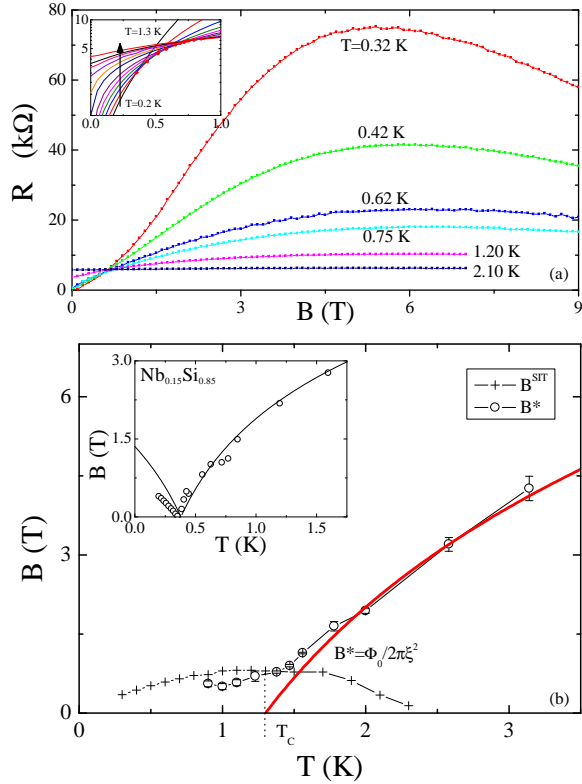 80
60
40
20
0
R (kΩ)
10
5
T=1.3 K
T=0.2 K
0.0
0.5
1.0
T=0.32 K
0.42 K
0.62 K
0.75 K
1.20 K
2.10 K
(a)
0
3
6
9
B (T)
6
4
2
0
B (T)
3.0
1.5
0.0
B (T)
Nb0.15Si0.85
0.0
0.5
1.0
1.5
T (K)
B^SIT
B*
B*=Φ0/2πξ²
(b)
TC
0
1
2
3
T (K)